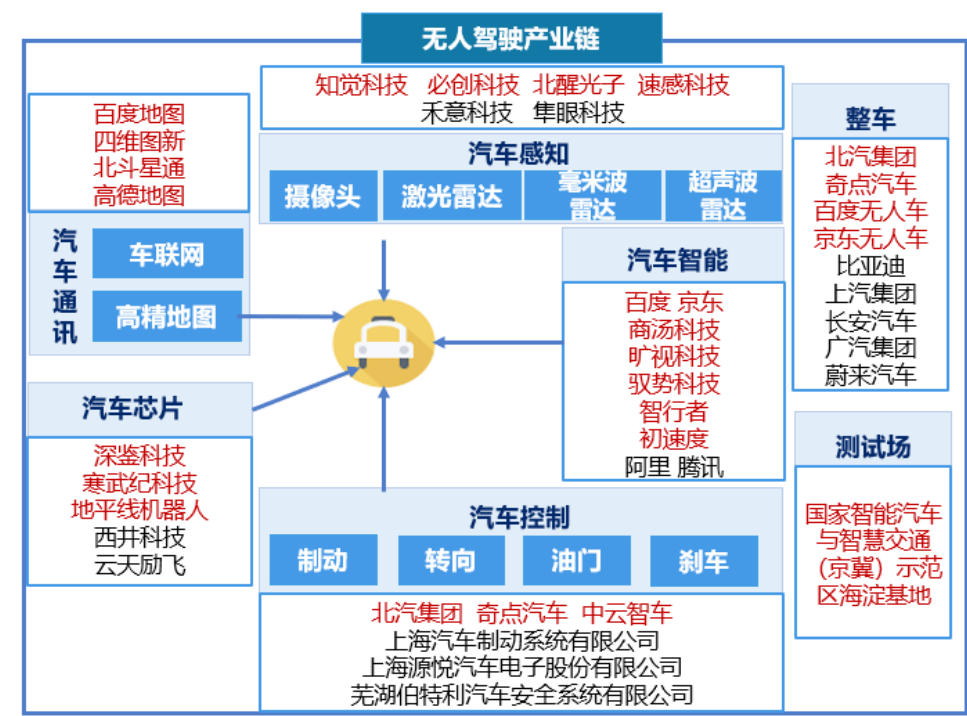 无人驾驶产业链
知觉科技 必创科技 北醒光子 速感科技
禾意科技 隼眼科技
汽车感知
摄像头
激光雷达
毫米波
雷达
超声波
雷达
百度地图
四维图新
北斗星通
高德地图
汽车通讯
车联网
高精地图
汽车芯片
深鉴科技
寒武纪科技
地平线机器人
西井科技
云天励飞
汽车智能
百度 京东
商汤科技
旷视科技
驭势科技
智行者
初速度
阿里 腾讯
汽车控制
制动
转向
油门
刹车
北汽集团 奇点汽车 中云智车
上海汽车制动系统有限公司
上海源悦汽车电子股份有限公司
芜湖伯特利汽车安全系统有限公司
整车
北汽集团
奇点汽车
百度无人车
京东无人车
比亚迪
上汽集团
长安汽车
广汽集团
蔚来汽车
测试场
国家智能汽车
与智慧交通
（京冀）示范
区海淀基地